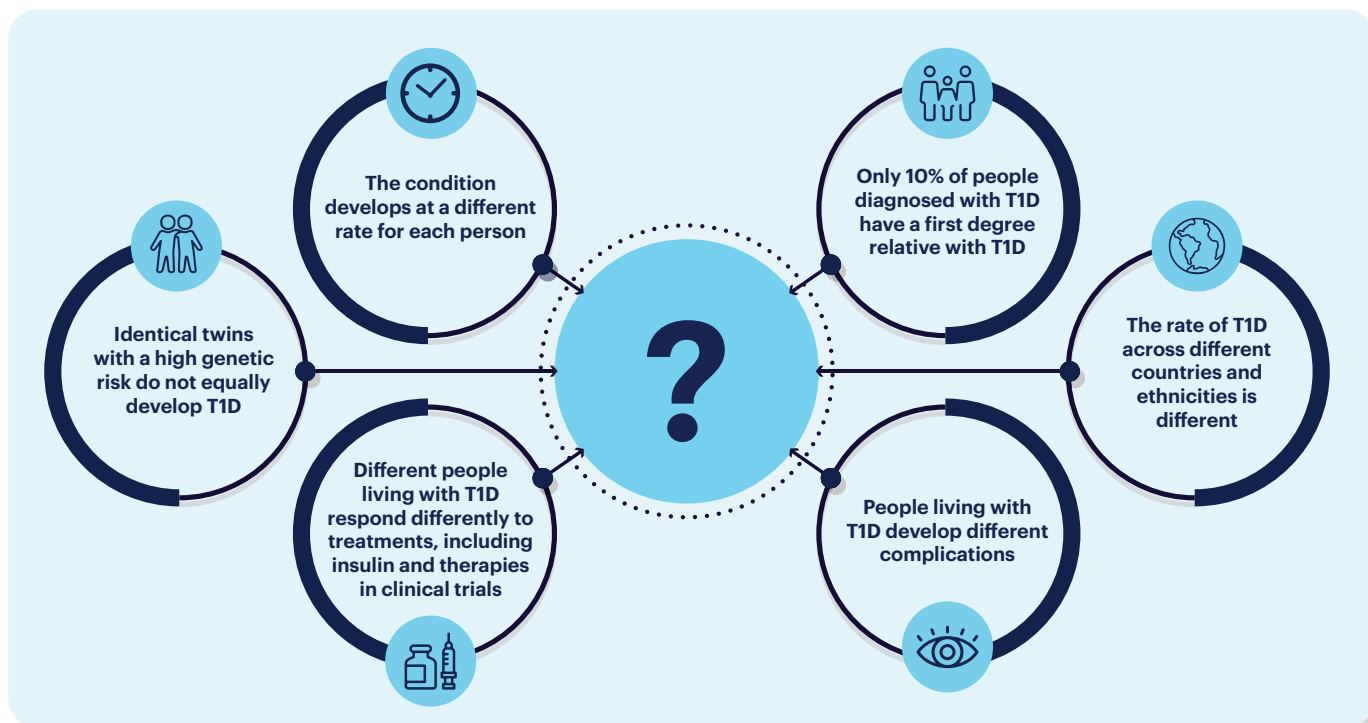 The condition
develops at a different
rate for each person
Only 10% of people
diagnosed with T1D
have a first degree
relative with T1D
Identical twins
with a high genetic
risk do not equally
develop T1D
?
The rate of T1D
across different
countries and
ethnicities is
different
Different people
living with T1D
respond differently to
treatments, including
insulin and therapies
in clinical trials
People living with
T1D develop different
complications